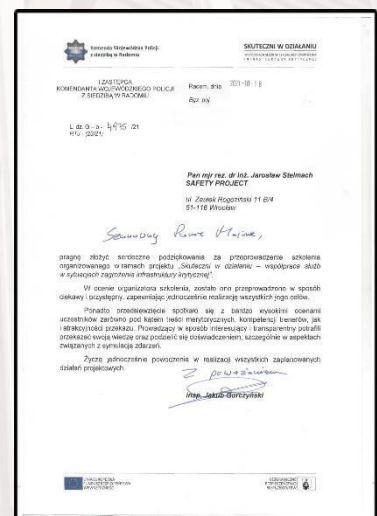 Komenda Wojewódzka Policji
z siedzibą w Radomiu
SKUTECZNI W DZIAŁANIU
I ZASTĘPCA
KOMENDANTA WOJEWÓDZKIEGO POLICJI
Z SIEDZIBĄ W RADOMIU
Radom, dnia 2021-10-18
Egz. poj.
L. dz. G - o - 4975 /21
Pan mjr rez. dr inż. Jarosław Stelmach
SAFETY PROJECT
ul. Zaułek Rogoziński 11 B/4
51-116 Wrocław
Szanowny Panie Majorze,
pragnę złożyć serdeczne podziękowania za przeprowadzenie szkolenia
organizowanego w ramach projektu „Skuteczni w działaniu – współpraca służb
w sytuacjach zagrożenia infrastruktury krytycznej".
W ocenie organizatora szkolenia, zostało ono przeprowadzone w sposób
ciekawy i przystępny, zapewniając jednocześnie realizację wszystkich jego celów.
Ponadto przedsięwzięcie spotkało się z bardzo wysokimi ocenami
uczestników zarówno pod kątem treści merytorycznych, kompetencji trenerów, jak
i atrakcyjności przekazu. Prowadzący w sposób interesujący i transparentny potrafili
przekazać swoją wiedzę oraz podzielić się doświadczeniem, szczególnie w aspektach
związanych z symulacją zdarzeń.
Życzę jednocześnie powodzenia w realizacji wszystkich zaplanowanych
działań projektowych.
Z poważaniem
insp. Jakub Gorczyński
UNIA EUROPEJSKA